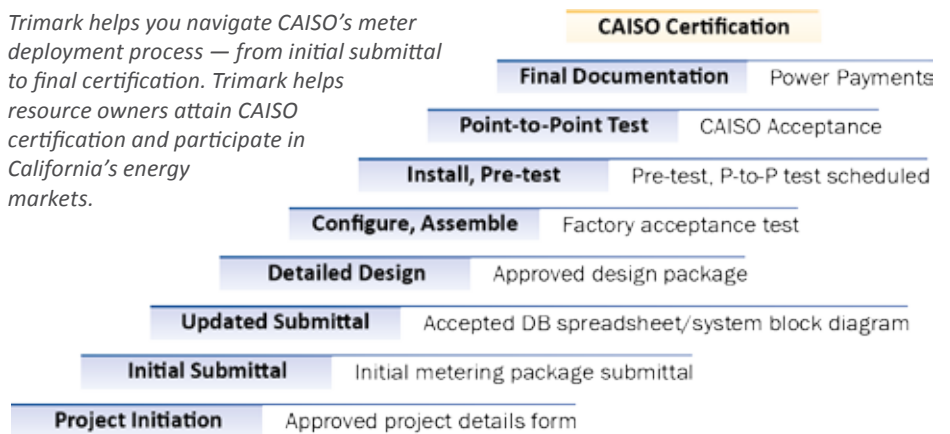 Trimark helps you navigate CAISO’s meter
deployment process — from initial submittal
to final certification. Trimark helps
resource owners attain CAISO
certification and participate in
California’s energy
markets.
CAISO Certification
Final Documentation Power Payments
Point-to-Point Test CAISO Acceptance
Install, Pre-test Pre-test, P-to-P test scheduled
Configure, Assemble Factory acceptance test
Detailed Design Approved design package
Updated Submittal Accepted DB spreadsheet/system block diagram
Initial Submittal Initial metering package submittal
Project Initiation Approved project details form